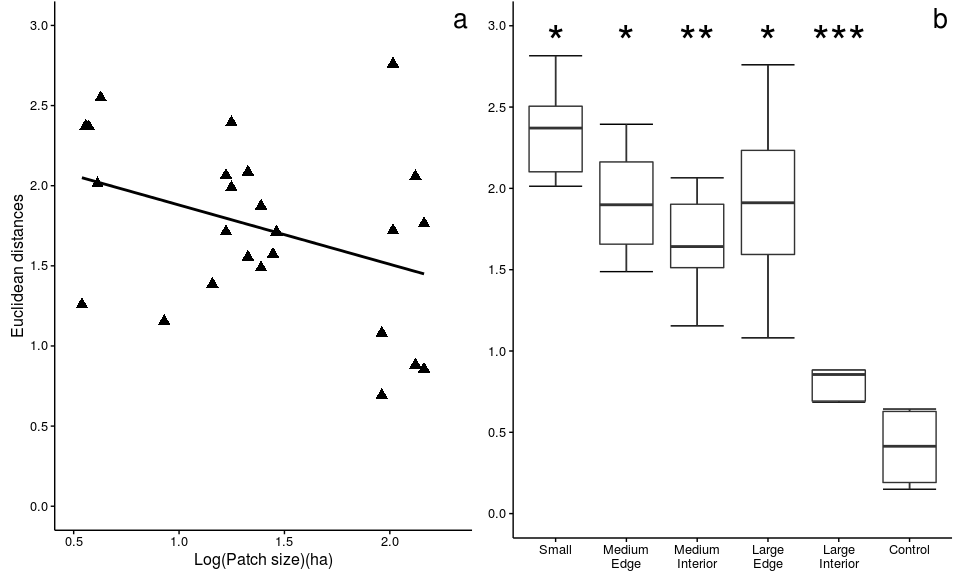 a
3.0
2.5
2.0
1.5
1.0
0.5
0.0
Euclidean distances
0.5 1.0 1.5 2.0
Log(Patch size)(ha)
b
* * ** * ***
3.0
2.5
2.0
1.5
1.0
0.5
0.0
Small Medium Medium Large Large Control
Edge Interior Edge Interior